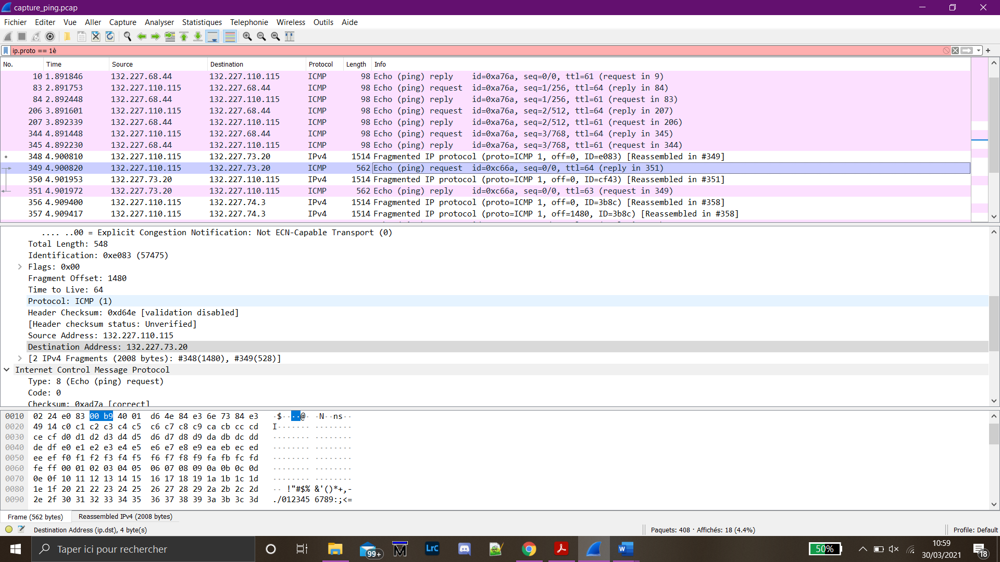 capture_ping.pcap
Fichier Editer Vue Aller Capture Analyser Statistiques Telephonie Wireless Outils Aide
ip.proto == 1è
No. Time Source Destination Protocol Length Info
10 1.891846 132.227.68.44 132.227.110.115 ICMP 98 Echo (ping) reply id=0xa76a, seq=0/0, ttl=61 (request in 9)
83 2.891753 132.227.110.115 132.227.68.44 ICMP 98 Echo (ping) request id=0xa76a, seq=1/256, ttl=64 (reply in 84)
84 2.892448 132.227.68.44 132.227.110.115 ICMP 98 Echo (ping) reply id=0xa76a, seq=1/256, ttl=61 (request in 83)
206 3.891601 132.227.110.115 132.227.68.44 ICMP 98 Echo (ping) request id=0xa76a, seq=2/512, ttl=64 (reply in 207)
207 3.892339 132.227.68.44 132.227.110.115 ICMP 98 Echo (ping) reply id=0xa76a, seq=2/512, ttl=61 (request in 206)
344 4.891448 132.227.110.115 132.227.68.44 ICMP 98 Echo (ping) request id=0xa76a, seq=3/768, ttl=64 (reply in 345)
345 4.892230 132.227.68.44 132.227.110.115 ICMP 98 Echo (ping) reply id=0xa76a, seq=3/768, ttl=61 (request in 344)
348 4.900810 132.227.110.115 132.227.73.20 IPv4 1514 Fragmented IP protocol (proto=ICMP 1, off=0, ID=e083) [Reassembled in #349]
349 4.900820 132.227.110.115 132.227.73.20 ICMP 562 Echo (ping) request id=0xc66a, seq=0/0, ttl=64 (reply in 351)
350 4.901953 132.227.73.20 132.227.110.115 IPv4 1514 Fragmented IP protocol (proto=ICMP 1, off=0, ID=cf43) [Reassembled in #351]
351 4.901972 132.227.73.20 132.227.110.115 ICMP 562 Echo (ping) reply id=0xc66a, seq=0/0, ttl=63 (request in 349)
356 4.909400 132.227.110.115 132.227.74.3 IPv4 1514 Fragmented IP protocol (proto=ICMP 1, off=0, ID=3b8c) [Reassembled in #358]
357 4.909417 132.227.110.115 132.227.74.3 IPv4 1514 Fragmented IP protocol (proto=ICMP 1, off=1480, ID=3b8c) [Reassembled in #358]
.... ..00 = Explicit Congestion Notification: Not ECN-Capable Transport (0)
Total Length: 548
Identification: 0xe083 (57475)
Flags: 0x00
Fragment Offset: 1480
Time to Live: 64
Protocol: ICMP (1)
Header Checksum: 0xd64e [validation disabled]
[Header checksum status: Unverified]
Source Address: 132.227.110.115
Destination Address: 132.227.73.20
[2 IPv4 Fragments (2008 bytes): #348(1480), #349(528)]
Internet Control Message Protocol
Type: 8 (Echo (ping) request)
Code: 0
Checksum: 0xad7a [correct]
0010 02 24 e0 83 00 b9 40 01 d6 4e 84 e3 6e 73 84 e3 ·$····@· ·N··ns··
0020 49 14 c0 c1 c2 c3 c4 c5 c6 c7 c8 c9 ca cb cc cd I······· ········
0030 ce cf d0 d1 d2 d3 d4 d5 d6 d7 d8 d9 da db dc dd ········ ········
0040 de df e0 e1 e2 e3 e4 e5 e6 e7 e8 e9 ea eb ec ed ········ ········
0050 ee ef f0 f1 f2 f3 f4 f5 f6 f7 f8 f9 fa fb fc fd ········ ········
0060 fe ff 00 01 02 03 04 05 06 07 08 09 0a 0b 0c 0d ········ ········
0070 0e 0f 10 11 12 13 14 15 16 17 18 19 1a 1b 1c 1d ········ ········
0080 1e 1f 20 21 22 23 24 25 26 27 28 29 2a 2b 2c 2d ·· !"#$% &'()*+,-
0090 2e 2f 30 31 32 33 34 35 36 37 38 39 3a 3b 3c 3d ./012345 6789:;<=
Frame (562 bytes) Reassembled IPv4 (2008 bytes)
Destination Address (ip.dst), 4 byte(s) Paquets: 408 · Affichés: 18 (4.4%) Profile: Default
Taper ici pour rechercher 99+ M LrC W 50% 10:59
30/03/2021 18